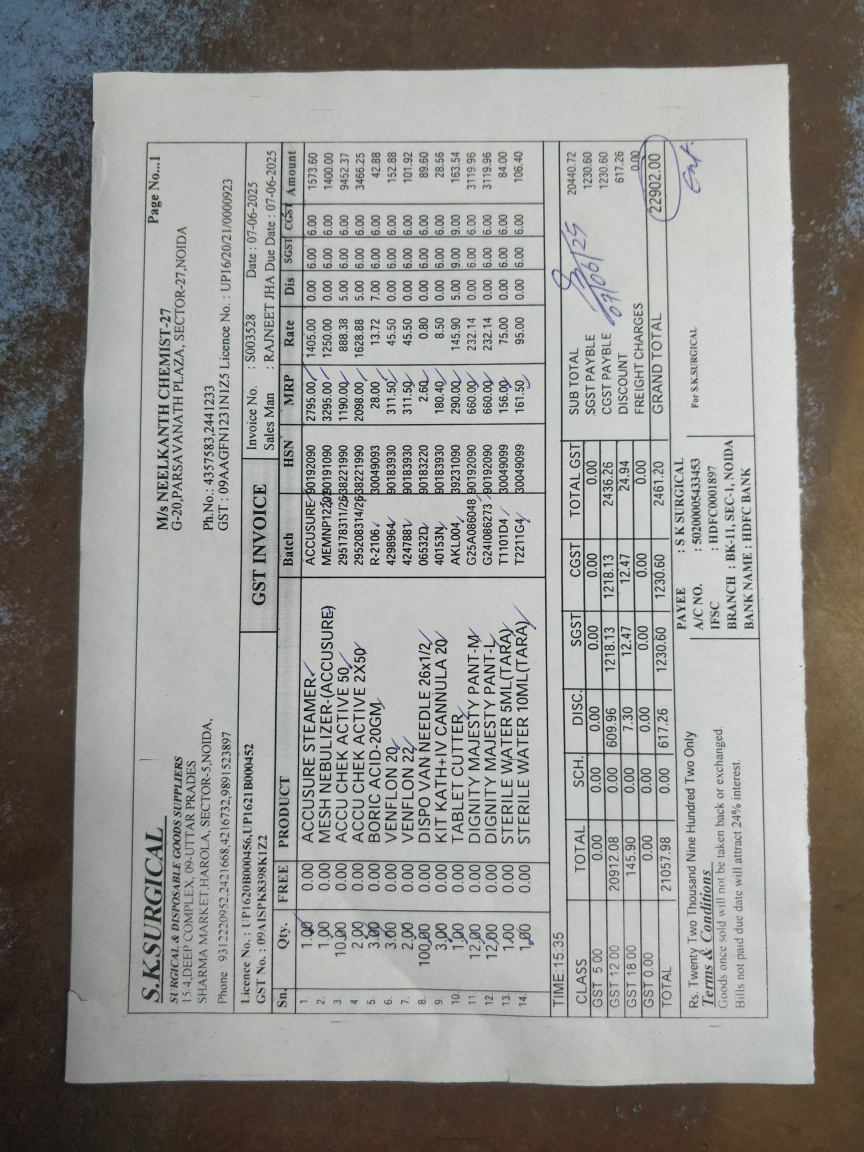 S.K.SURGICAL
SURGICAL & DISPOSABLE GOODS SUPPLIERS
15.4,DEEP COMPLEX, 09-UTTAR PRADES
SHARMA MARKET,HAROLA, SECTOR-5,NOIDA,
Phone : 9312220952,2421668,4216732,9891523897
Page No...1
M/s NEELKANTH CHEMIST-27
G-20,PARSAVANATH PLAZA, SECTOR-27,NOIDA
Ph.No.: 4357583,2441233
GST : 09AAGFN1231N1Z5 Licence No. : UP16/20/21/0000923
Licence No. : UP1620B000456,UP1621B000452
GST No. : 09AISPK8398K1Z2
GST INVOICE
Invoice No. : S003528 Date : 07-06-2025
Sales Man : RAJNEET JHA Due Date : 07-06-2025
Sn. Qty. FREE PRODUCT Batch HSN MRP Rate Dis SGST CGST Amount
1. 1.00 0.00 ACCUSURE STEAMER ACCUSURE 90192090 2795.00 1405.00 0.00 6.00 6.00 1573.60
2. 1.00 0.00 MESH NEBULIZER-(ACCUSURE) 90191090 3295.00 1250.00 0.00 6.00 6.00 1400.00
3. 10.00 0.00 ACCU CHEK ACTIVE 50 295178311/26 38221990 1190.00 888.38 5.00 6.00 6.00 9452.37
4. 2.00 0.00 ACCU CHEK ACTIVE 2X50 295208314/26 38221990 2098.00 1628.88 5.00 6.00 6.00 3466.25
5. 3.00 0.00 BORIC ACID-20GM R-2106 30049093 28.00 13.72 7.00 6.00 6.00 42.88
6. 3.00 0.00 VENFLON 20 4298964 90183930 311.50 45.50 0.00 6.00 6.00 152.88
7. 2.00 0.00 VENFLON 22 4247881 90183930 311.50 45.50 0.00 6.00 6.00 101.92
8. 100.00 0.00 DISPO VAN NEEDLE 26x1/2 06532D 90183220 2.60 0.80 0.00 6.00 6.00 89.60
9. 3.00 0.00 KIT KATH+IV CANNULA 20 40153N 90183930 180.40 8.50 0.00 6.00 6.00 28.56
10. 1.00 0.00 TABLET CUTTER AKL004 39231090 290.00 145.90 5.00 9.00 9.00 163.54
11. 12.00 0.00 DIGNITY MAJESTY PANT-M G25A086048 90192090 660.00 232.14 0.00 6.00 6.00 3119.96
12. 12.00 0.00 DIGNITY MAJESTY PANT-L G24I086273 90192090 660.00 232.14 0.00 6.00 6.00 3119.96
13. 1.00 0.00 STERILE WATER 5ML(TARA) T1101D4 30049099 156.00 75.00 0.00 6.00 6.00 84.00
14. 1.00 0.00 STERILE WATER 10ML(TARA) T2211G4 30049099 161.50 95.00 0.00 6.00 6.00 106.40
TIME:15:35
CLASS TOTAL SCH. DISC. SGST CGST TOTAL GST
GST 5.00 0.00 0.00 0.00 0.00 0.00 0.00
GST 12.00 20912.08 0.00 609.96 1218.13 1218.13 2436.26
GST 18.00 145.90 0.00 7.30 12.47 12.47 24.94
GST 0.00 0.00 0.00 0.00 0.00 0.00 0.00
TOTAL 21057.98 0.00 617.26 1230.60 1230.60 2461.20
SUB TOTAL 20440.72
SGST PAYBLE 1230.60
CGST PAYBLE 1230.60
DISCOUNT 617.26
FREIGHT CHARGES 0.00
GRAND TOTAL 22902.00
07/06/25
Rs. Twenty Two Thousand Nine Hundred Two Only
Terms & Conditions
Goods once sold will not be taken back or exchanged.
Bills not paid due date will attract 24% interest.
PAYEE : S K SURGICAL
A/C NO. : 50200005433453
IFSC : HDFC0001897
BRANCH : BK-11, SEC-1, NOIDA
BANK NAME : HDFC BANK
For S.K.SURGICAL